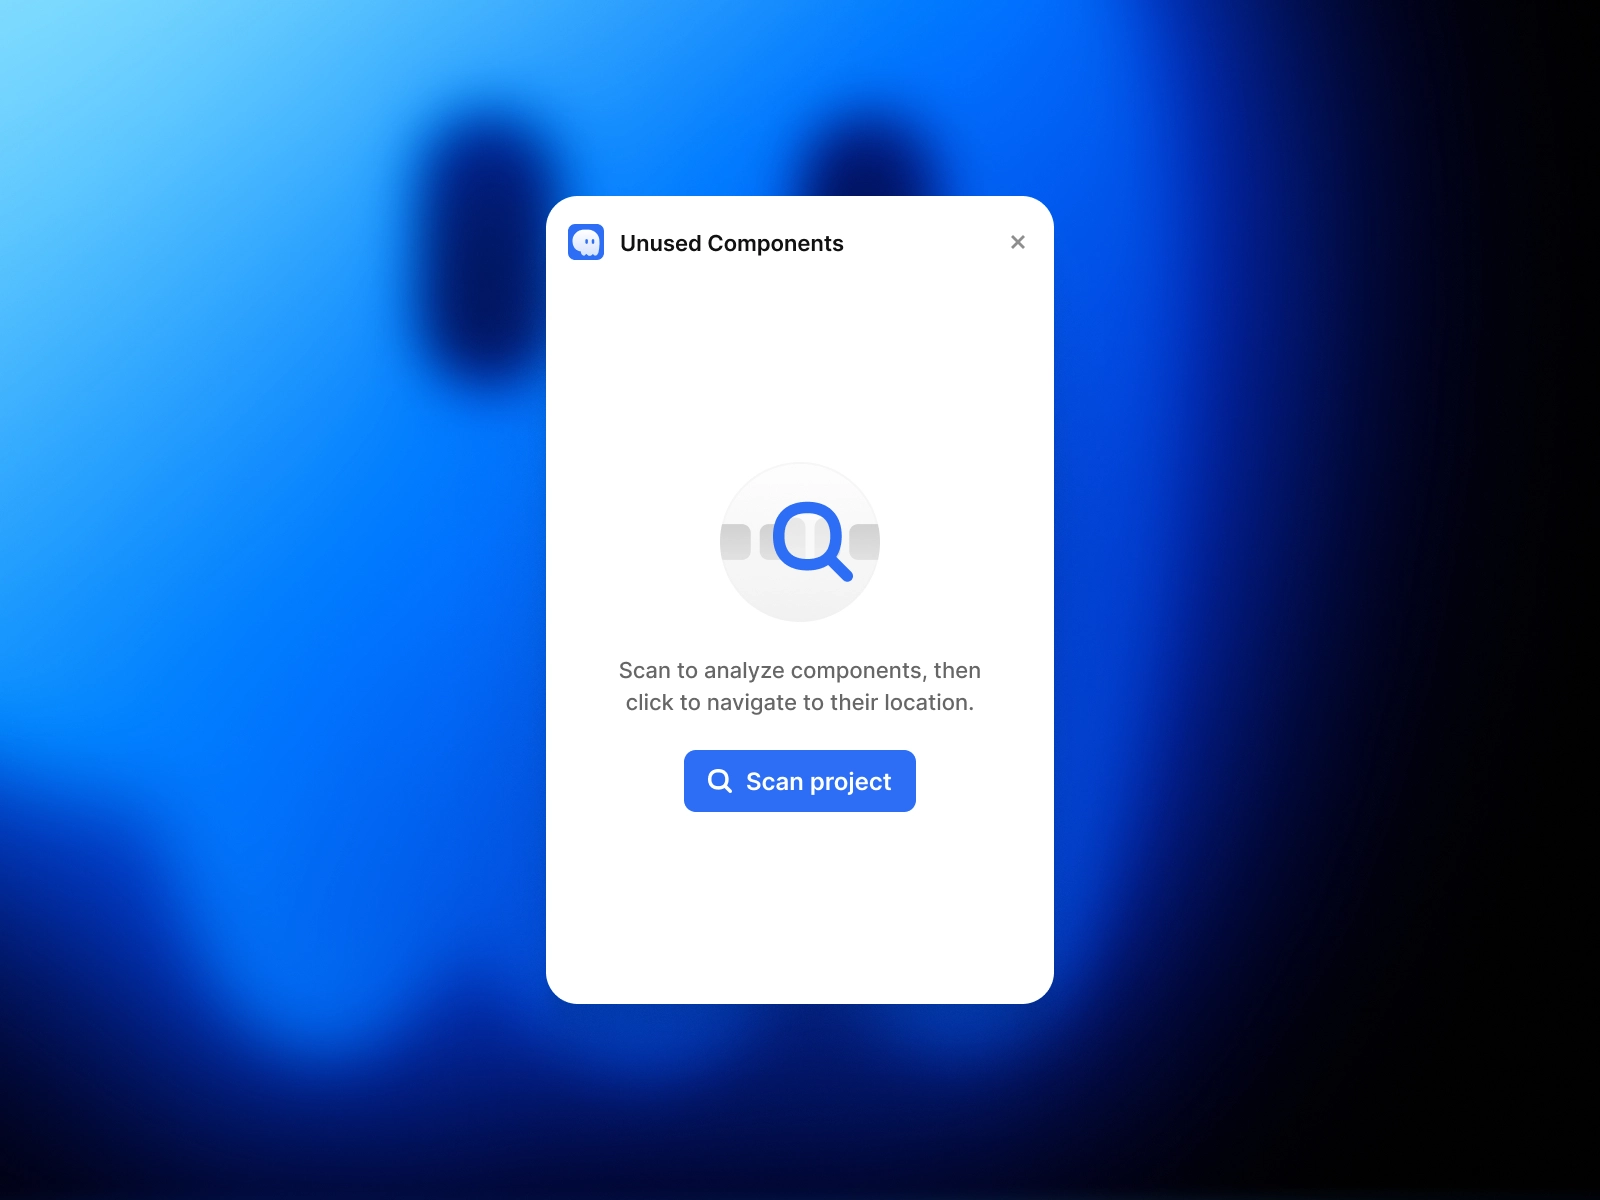 Unused Components
Scan to analyze components, then
click to navigate to their location.
Scan project